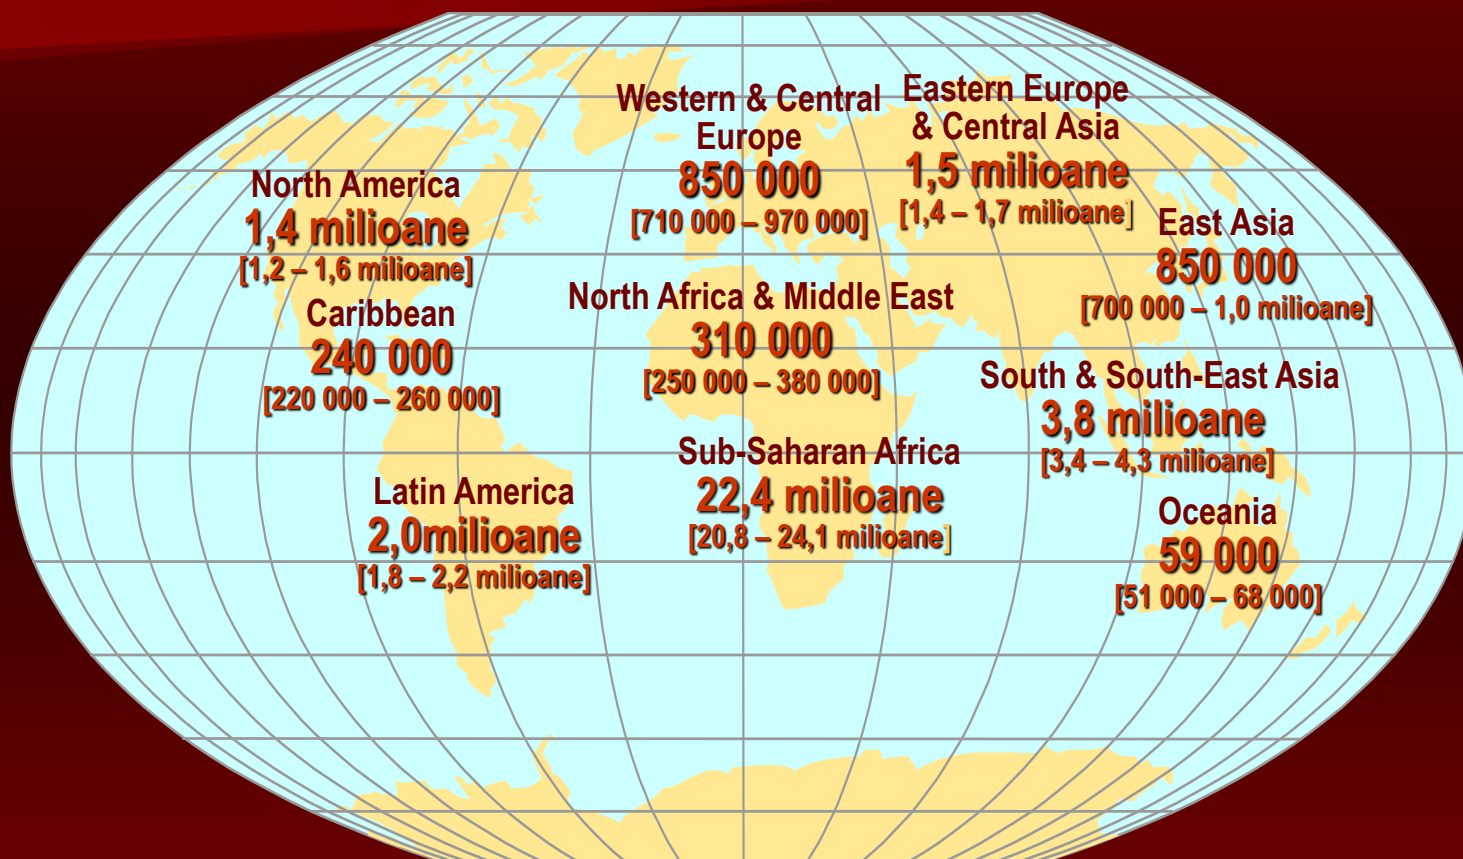 Western & Central
Europe
850 000
[710 000 – 970 000]
Eastern Europe
& Central Asia
1,5 milioane
[1,4 – 1,7 milioane]
North America
1,4 milioane
[1,2 – 1,6 milioane]
East Asia
850 000
[700 000 – 1,0 milioane]
Caribbean
240 000
[220 000 – 260 000]
North Africa & Middle East
310 000
[250 000 – 380 000]
South & South-East Asia
3,8 milioane
[3,4 – 4,3 milioane]
Sub-Saharan Africa
22,4 milioane
[20,8 – 24,1 milioane]
Latin America
2,0milioane
[1,8 – 2,2 milioane]
Oceania
59 000
[51 000 – 68 000]